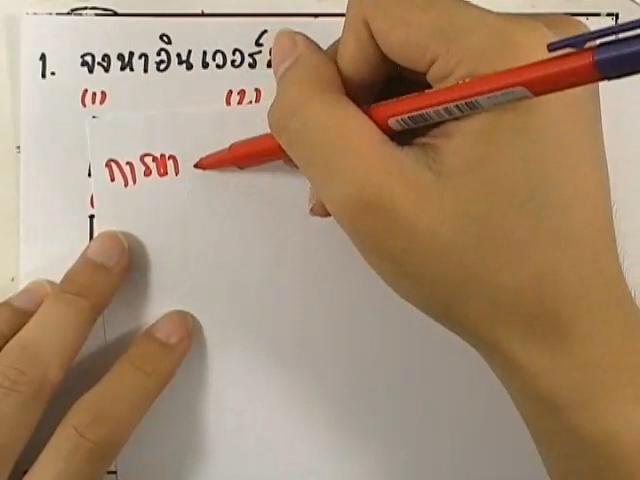 1. จงหาอินเวอร์
(1) (2)
การหา